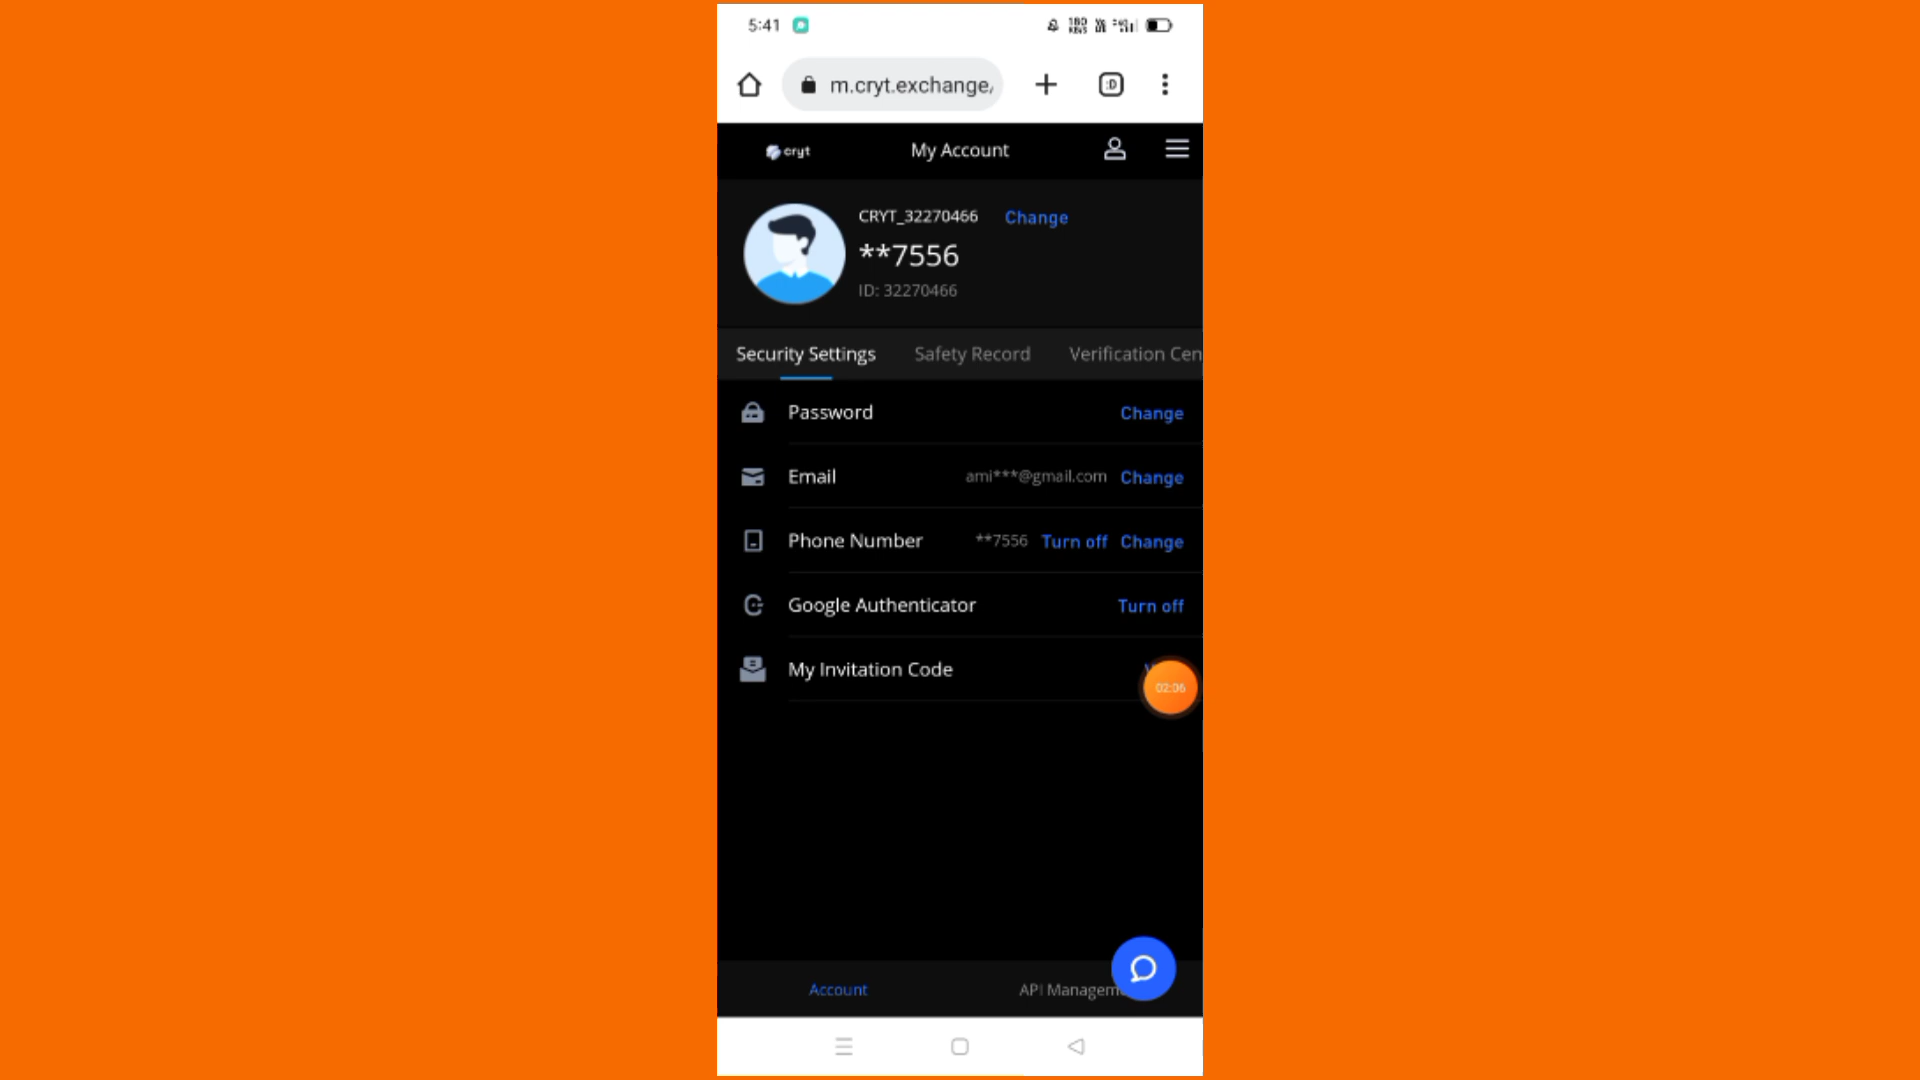 5:41
m.cryt.exchange/
:D
cryt
My Account
CRYT_32270466 Change
**7556
ID: 32270466
Security Settings Safety Record Verification Cen
Password Change
Email ami***@gmail.com Change
Phone Number **7556 Turn off Change
Google Authenticator Turn off
My Invitation Code
02:06
Account API Managem